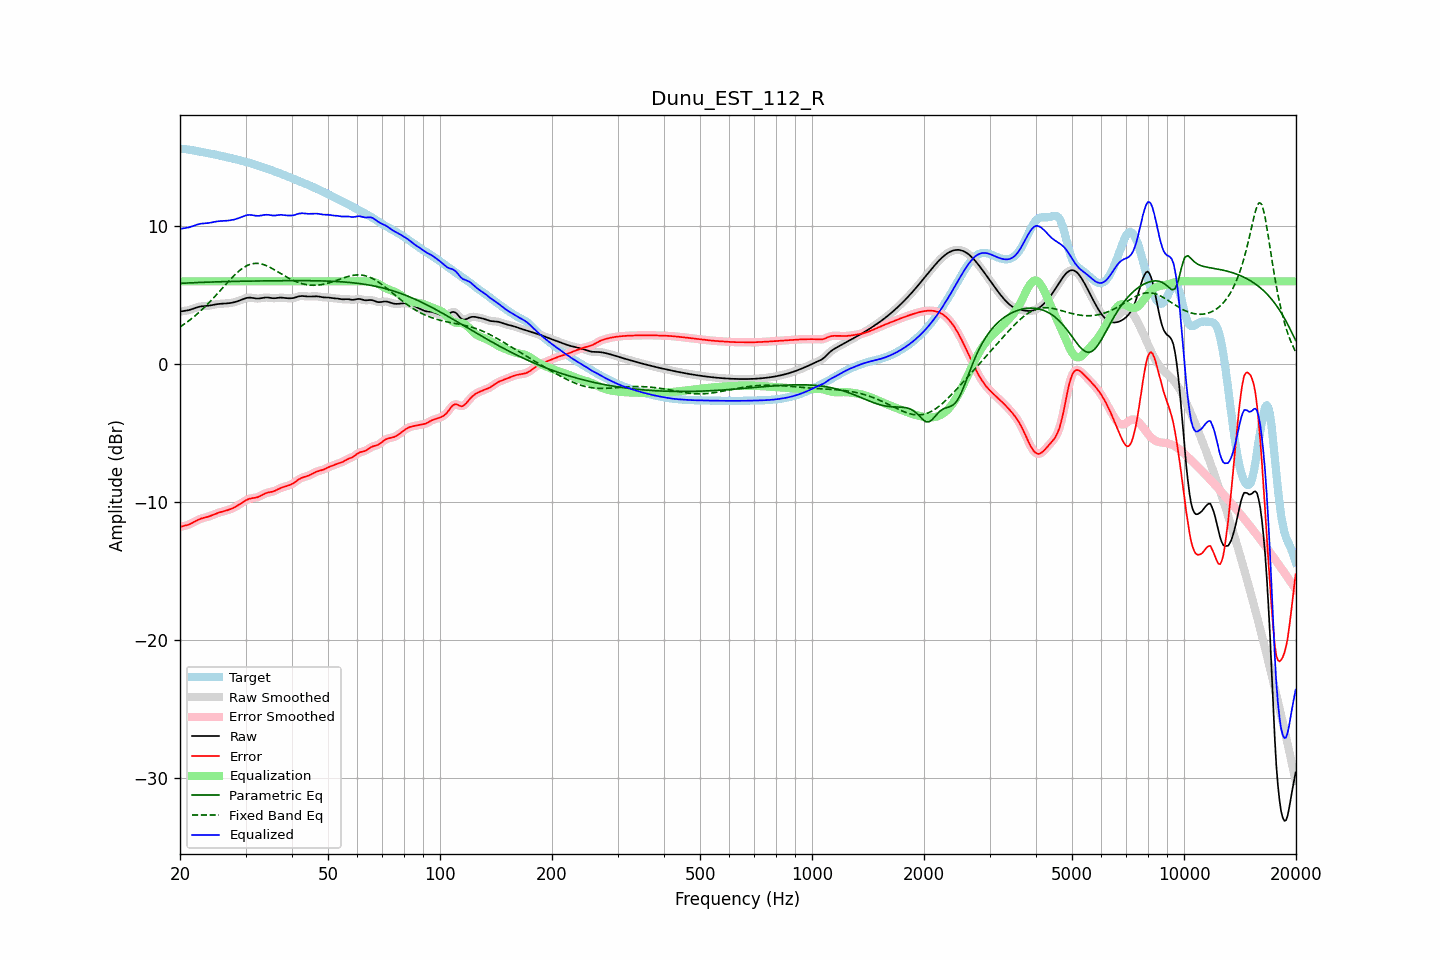 Dunu_EST_112_R
Amplitude (dBr)
10
0
−10
−20
−30
Target
Raw Smoothed
Error Smoothed
Raw
Error
Equalization
Parametric Eq
Fixed Band Eq
Equalized
20 50 100 200 500 1000 2000 5000 10000 20000
Frequency (Hz)